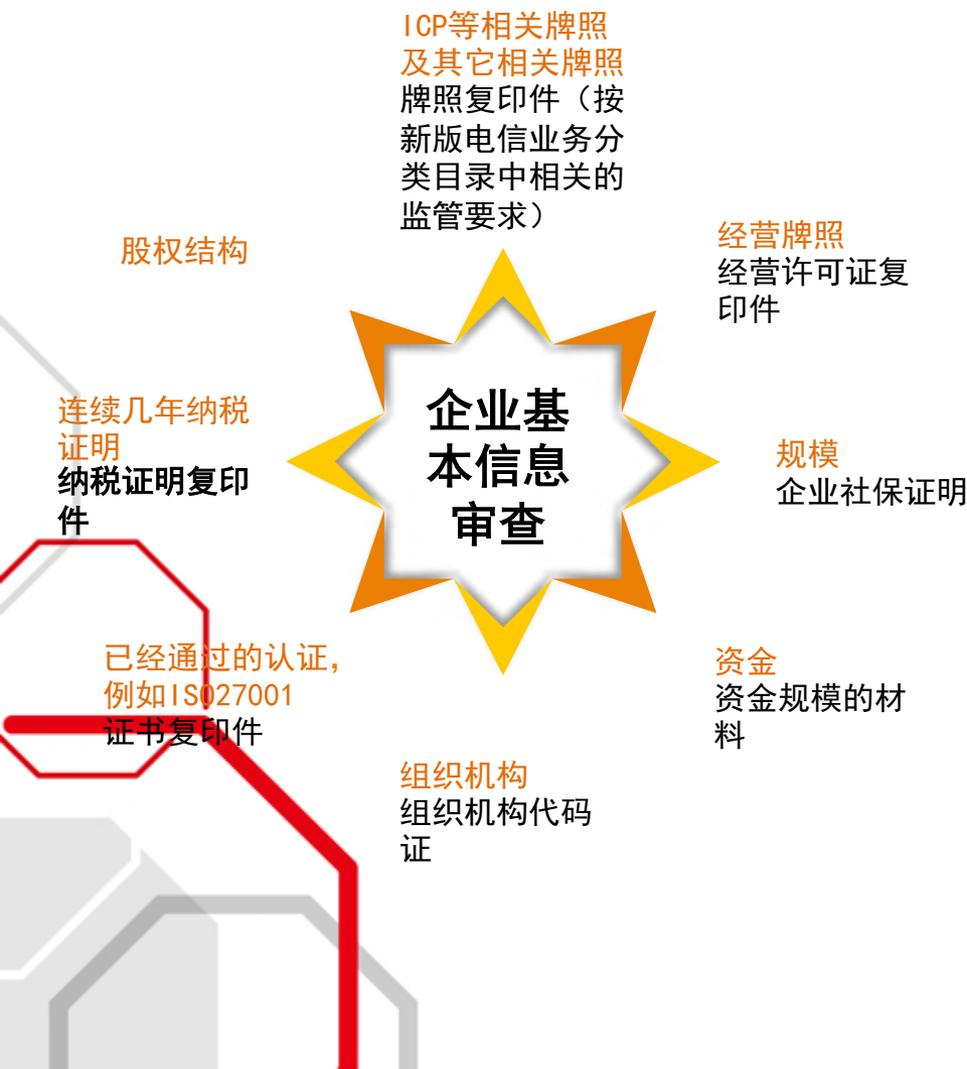 ICP等相关牌照
及其它相关牌照
牌照复印件（按
新版电信业务分
类目录中相关的
监管要求）
经营牌照
经营许可证复
印件
股权结构
企业基
本信息
审查
连续几年纳税
证明
纳税证明复印
件
规模
企业社保证明
已经通过的认证，
例如ISO27001
证书复印件
资金
资金规模的材
料
组织机构
组织机构代码
证